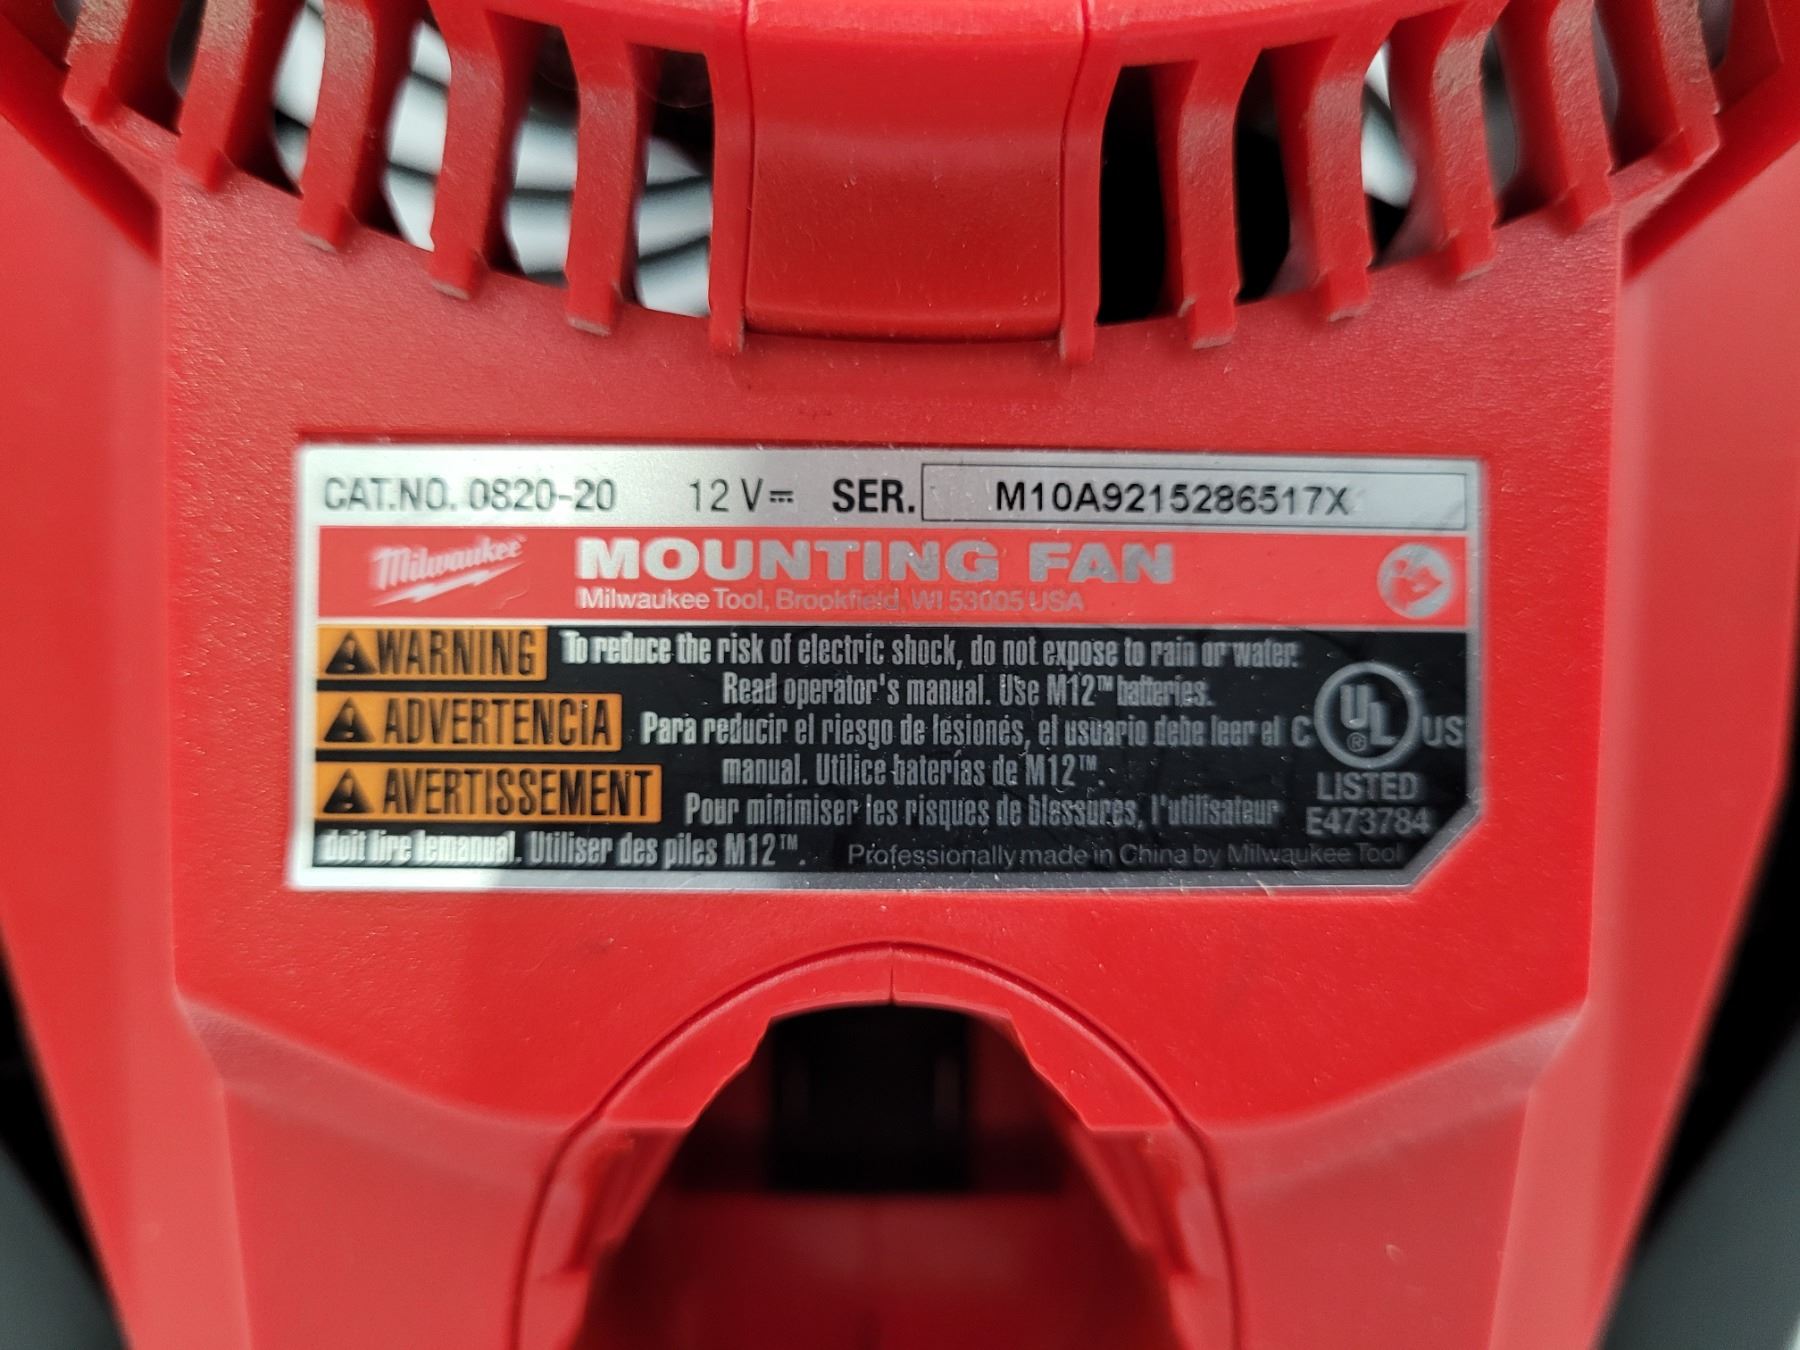 CAT.NO. 0820-20 12 V⎓ SER. M10A9215286517X
Milwaukee MOUNTING FAN
Milwaukee Tool, Brookfield, WI 53005 USA
WARNING To reduce the risk of electric shock, do not expose to rain or water.
Read operator's manual. Use M12™ batteries.
ADVERTENCIA Para reducir el riesgo de lesiones, el usuario debe leer el
manual. Utilice baterías de M12™.
AVERTISSEMENT Pour minimiser les risques de blessures, l'utilisateur
doit lire le manual. Utiliser des piles M12™.
C UL® US
LISTED
E473784
Professionally made in China by Milwaukee Tool